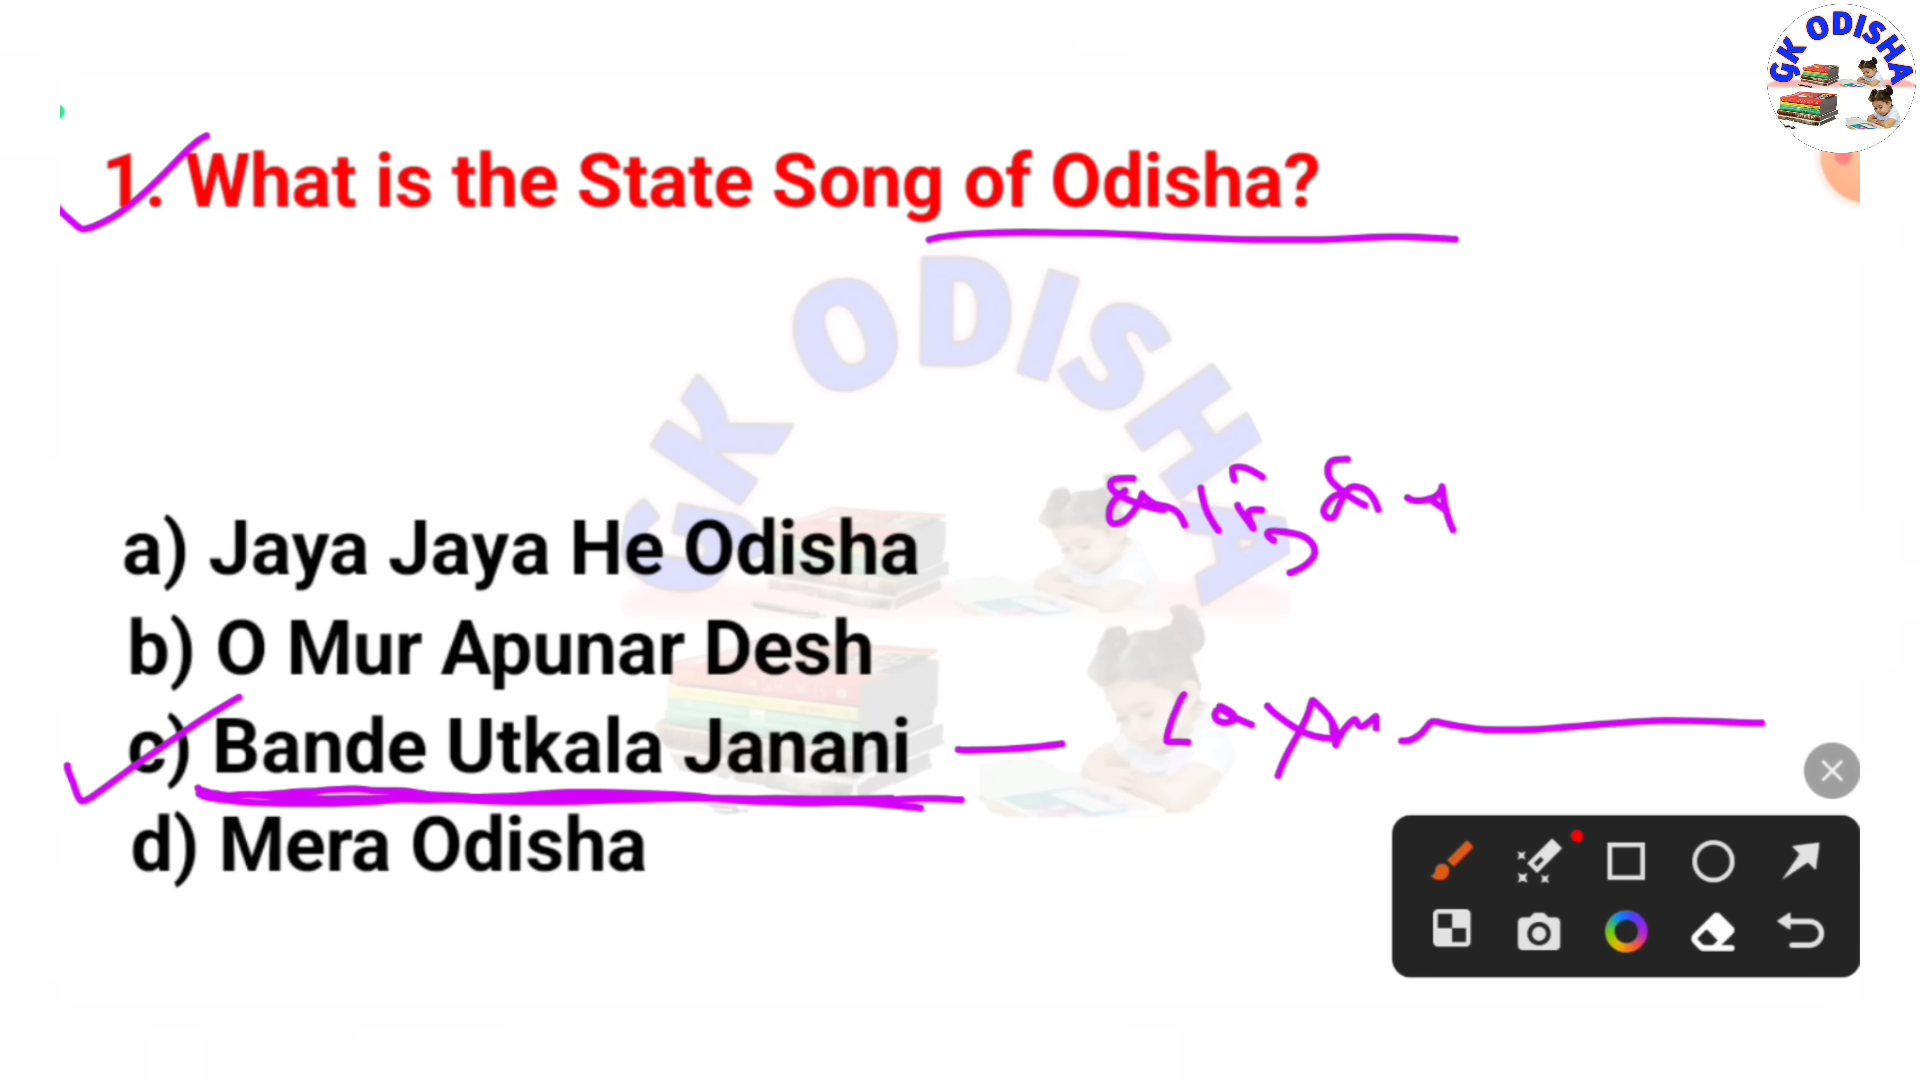 GK ODISHA
1. What is the State Song of Odisha?
GK ODISHA
a) Jaya Jaya He Odisha
b) O Mur Apunar Desh
c) Bande Utkala Janani
d) Mera Odisha